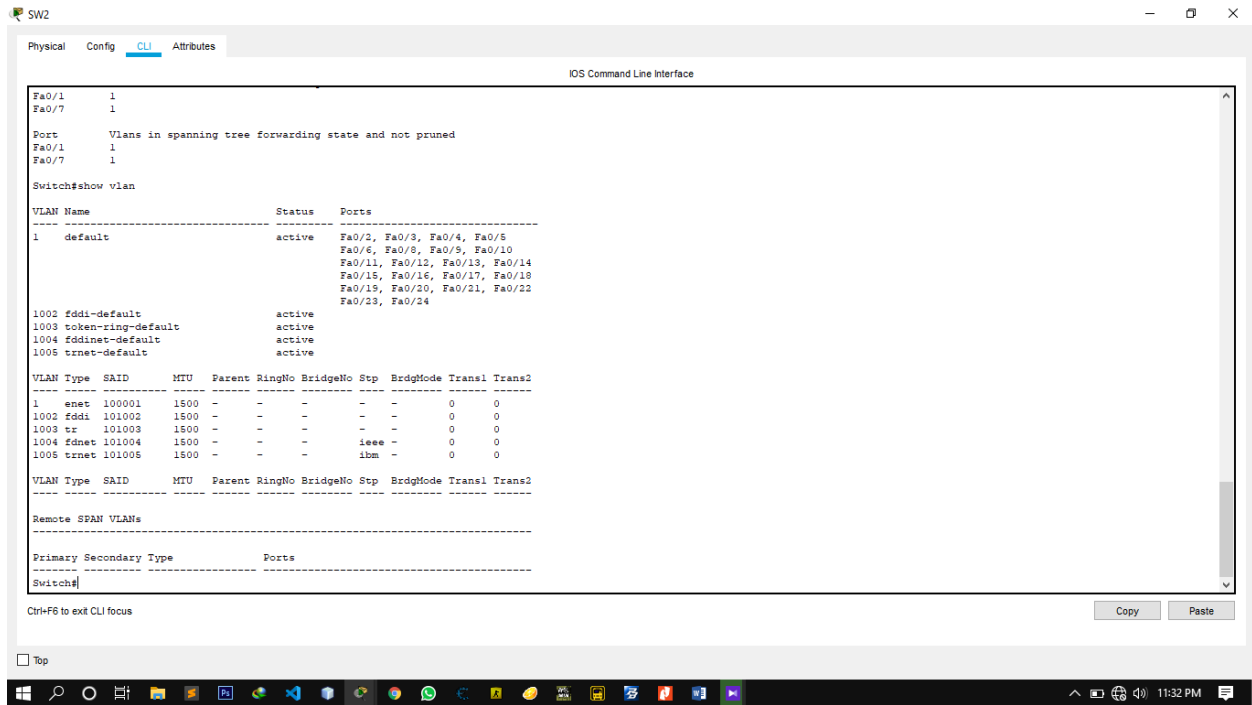 SW2
Physical Config CLI Attributes
IOS Command Line Interface
Fa0/1 1
Fa0/7 1
Port Vlans in spanning tree forwarding state and not pruned
Fa0/1 1
Fa0/7 1
Switch#show vlan
VLAN Name Status Ports
---- -------------------------------- --------- -------------------------------
1 default active Fa0/2, Fa0/3, Fa0/4, Fa0/5
Fa0/6, Fa0/8, Fa0/9, Fa0/10
Fa0/11, Fa0/12, Fa0/13, Fa0/14
Fa0/15, Fa0/16, Fa0/17, Fa0/18
Fa0/19, Fa0/20, Fa0/21, Fa0/22
Fa0/23, Fa0/24
1002 fddi-default active
1003 token-ring-default active
1004 fddinet-default active
1005 trnet-default active
VLAN Type SAID MTU Parent RingNo BridgeNo Stp BrdgMode Trans1 Trans2
---- ----- ---------- ----- ------ ------ -------- ---- -------- ------ ------
1 enet 100001 1500 - - - - - 0 0
1002 fddi 101002 1500 - - - - - 0 0
1003 tr 101003 1500 - - - - - 0 0
1004 fdnet 101004 1500 - - - ieee - 0 0
1005 trnet 101005 1500 - - - ibm - 0 0
VLAN Type SAID MTU Parent RingNo BridgeNo Stp BrdgMode Trans1 Trans2
---- ----- ---------- ----- ------ ------ -------- ---- -------- ------ ------
Remote SPAN VLANs
------------------------------------------------------------------------------
Primary Secondary Type Ports
------- --------- ----------------- ------------------------------------------
Switch#
Ctrl+F6 to exit CLI focus
Copy Paste
Top
11:32 PM